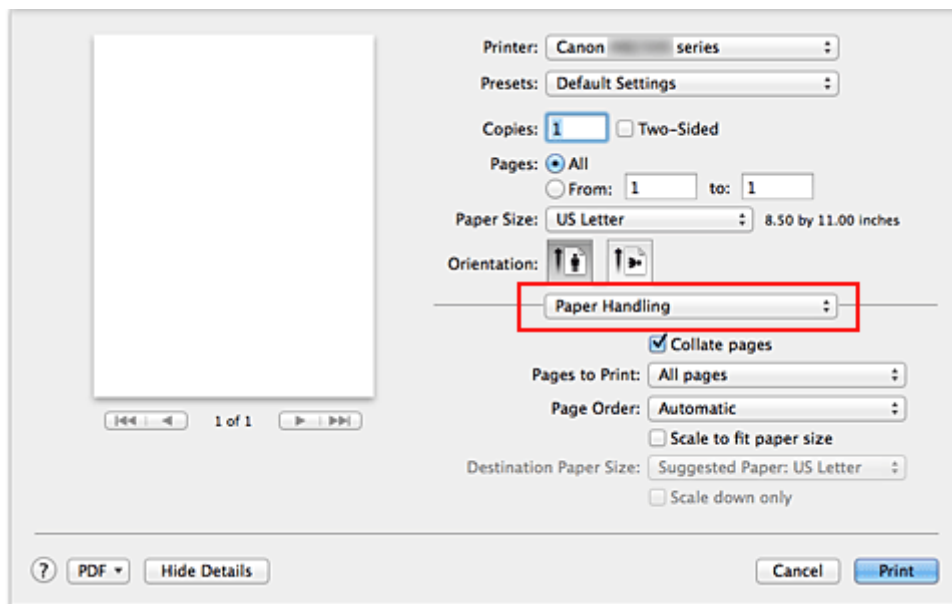 Printer: Canon series
Presets: Default Settings
Copies: 1 Two-Sided
Pages: All
From: 1 to: 1
Paper Size: US Letter 8.50 by 11.00 inches
Orientation:
Paper Handling
Collate pages
Pages to Print: All pages
Page Order: Automatic
Scale to fit paper size
Destination Paper Size: Suggested Paper: US Letter
Scale down only
1 of 1
? PDF Hide Details Cancel Print